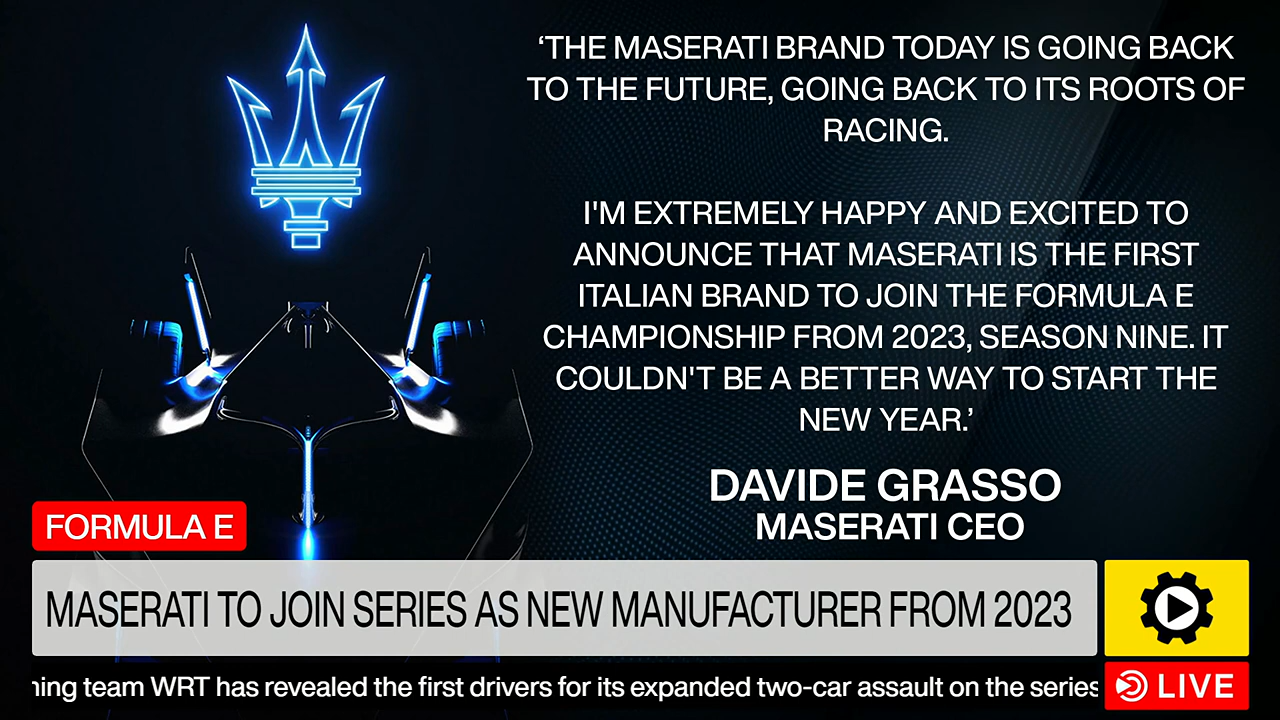 ‘THE MASERATI BRAND TODAY IS GOING BACK
TO THE FUTURE, GOING BACK TO ITS ROOTS OF
RACING.
I'M EXTREMELY HAPPY AND EXCITED TO
ANNOUNCE THAT MASERATI IS THE FIRST
ITALIAN BRAND TO JOIN THE FORMULA E
CHAMPIONSHIP FROM 2023, SEASON NINE. IT
COULDN'T BE A BETTER WAY TO START THE
NEW YEAR.’
DAVIDE GRASSO
MASERATI CEO
FORMULA E
MASERATI TO JOIN SERIES AS NEW MANUFACTURER FROM 2023
team WRT has revealed the first drivers for its expanded two-car assault on the series
LIVE